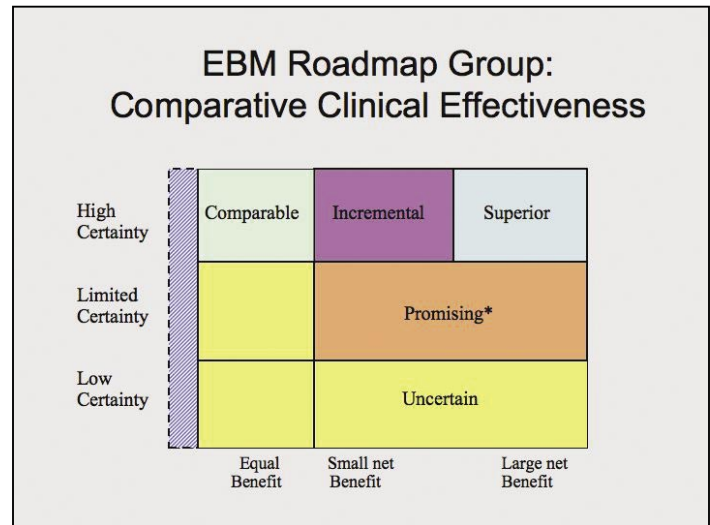 EBM Roadmap Group:
Comparative Clinical Effectiveness
High
Certainty
Comparable
Incremental
Superior
Limited
Certainty
Promising*
Low
Certainty
Uncertain
Equal
Benefit
Small net
Benefit
Large net
Benefit